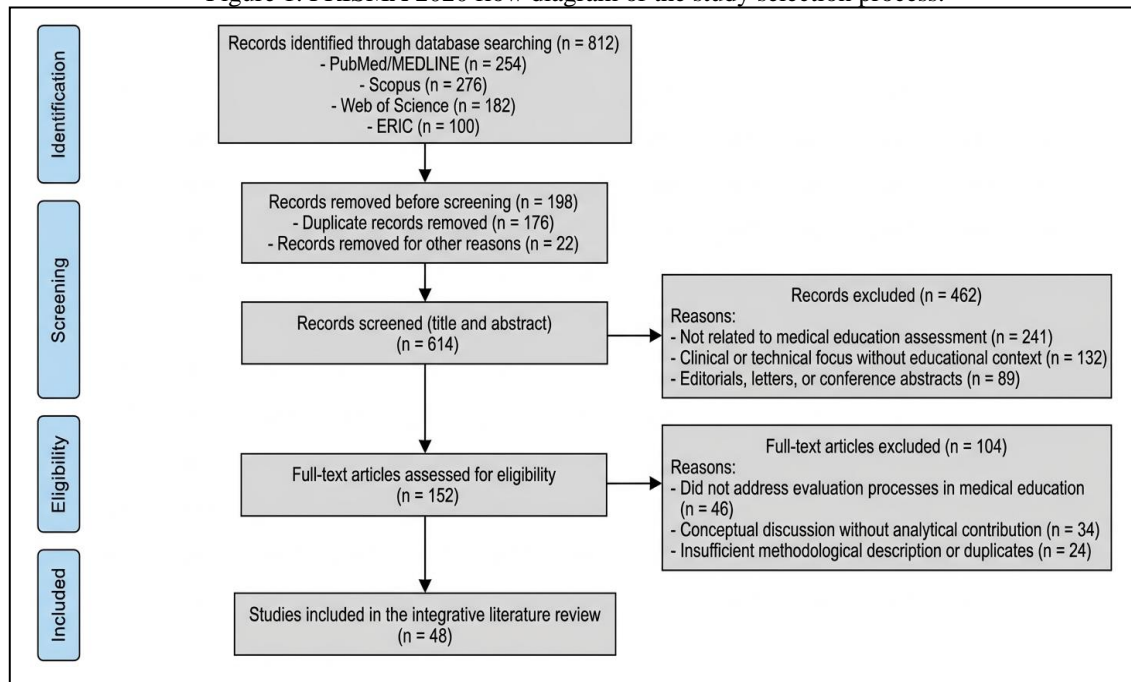 Figure 1. PRISMA 2020 flow diagram of the study selection process.
Identification
Records identified through database searching (n = 812)
- PubMed/MEDLINE (n = 254)
- Scopus (n = 276)
- Web of Science (n = 182)
- ERIC (n = 100)
Screening
Records removed before screening (n = 198)
- Duplicate records removed (n = 176)
- Records removed for other reasons (n = 22)
Records screened (title and abstract)
(n = 614)
Records excluded (n = 462)
Reasons:
- Not related to medical education assessment (n = 241)
- Clinical or technical focus without educational context (n = 132)
- Editorials, letters, or conference abstracts (n = 89)
Eligibility
Full-text articles assessed for eligibility
(n = 152)
Full-text articles excluded (n = 104)
Reasons:
- Did not address evaluation processes in medical education
(n = 46)
- Conceptual discussion without analytical contribution (n = 34)
- Insufficient methodological description or duplicates (n = 24)
Included
Studies included in the integrative literature review
(n = 48)